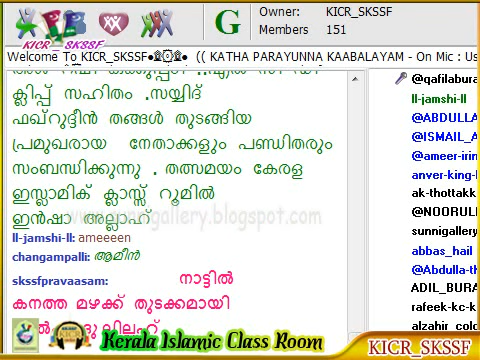 Owner: KICR_SKSSF
Members 151
KICR_SKSSF
Welcome To KICR_SKSSF (( KATHA PARAYUNNA KAABALAYAM - On Mic : Us
ക്ലിപ്പ് സഹിതം .സയ്യിദ്
ഫഖ്റുദ്ദീൻ തങ്ങൾ തുടങ്ങിയ
പ്രമുഖരായ നേതാക്കളും പണ്ഡിതരും
സംബന്ധിക്കുന്നു . തത്സമയം കേരള
ഇസ്ലാമിക് ക്ലാസ്സ് റൂമിൽ
ഇൻഷാ അല്ലാഹ്
gallery.blogspot.com
ll-jamshi-ll: ameeeen
changampalli: ആമീൻ
skssfpravaasam: നാട്ടിൽ
കനത്ത മഴക്ക് തുടക്കമായി
@qafilabura
ll-jamshi-ll
@ABDULLA
@ISMAIL_A
@ameer-irin
anver-king-l
ak-thottakk
@NOORUL
sunnigallery
abbas_hail
@Abdulla-th
ADIL_BURA
rafeek-kc-k
alzahir_colo
Kerala Islamic Class Room
KICR_SKSSF